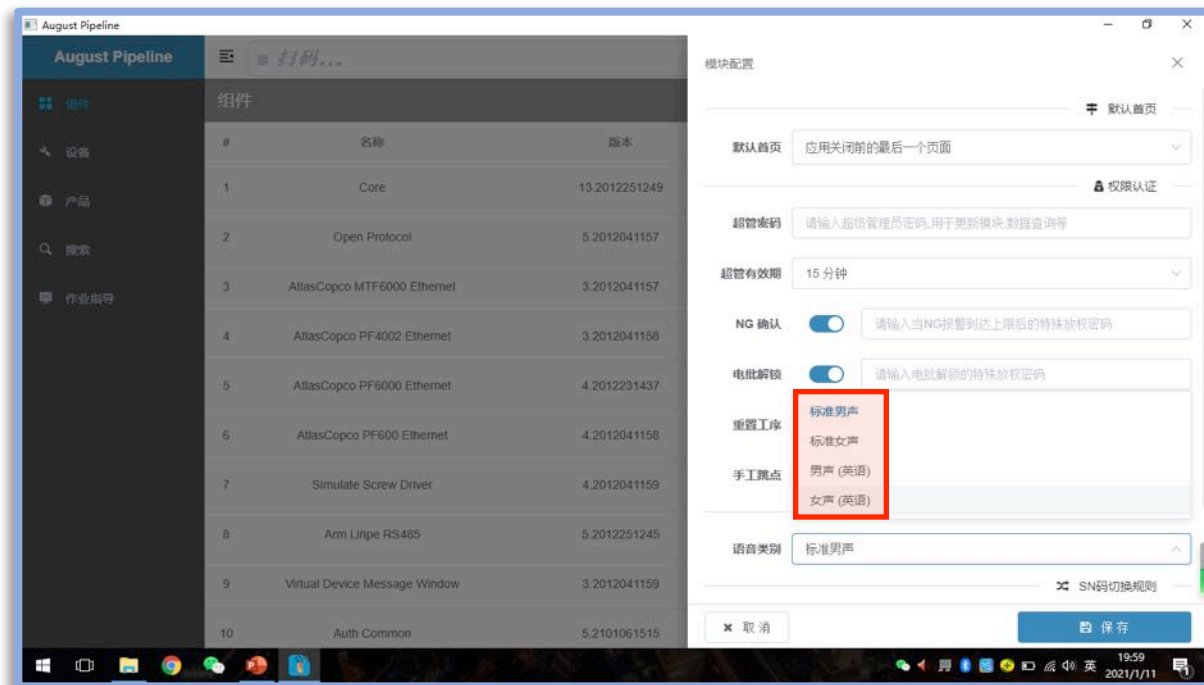 August Pipeline
August Pipeline
扫码...
组件
设备
产品
搜索
作业指导
组件
# 名称 版本
1 Core 13.2012251249
2 Open Protocol 5.2012041157
3 AtlasCopco MTF6000 Ethernet 3.2012041157
4 AtlasCopco PF4002 Ethernet 3.2012041158
5 AtlasCopco PF6000 Ethernet 4.2012231437
6 AtlasCopco PF600 Ethernet 4.2012041158
7 Simulate Screw Driver 4.2012041159
8 Arm Linpe RS485 5.2012251245
9 Virtual Device Message Window 3.2012041159
10 Auth Common 5.2101061515
模块配置
默认首页
默认首页 应用关闭前的最后一个页面
权限认证
超管密码 请输入超级管理员密码,用于更新模块,数据查询等
超管有效期 15 分钟
NG 确认 请输入当NG报警到达上限后的特殊放权密码
电批解锁 请输入电批解锁的特殊放权密码
重置工序
手工跳点
标准男声
标准女声
男声 (英语)
女声 (英语)
语音类别 标准男声
SN码切换规则
取消
保存
英
19:59
2021/1/11